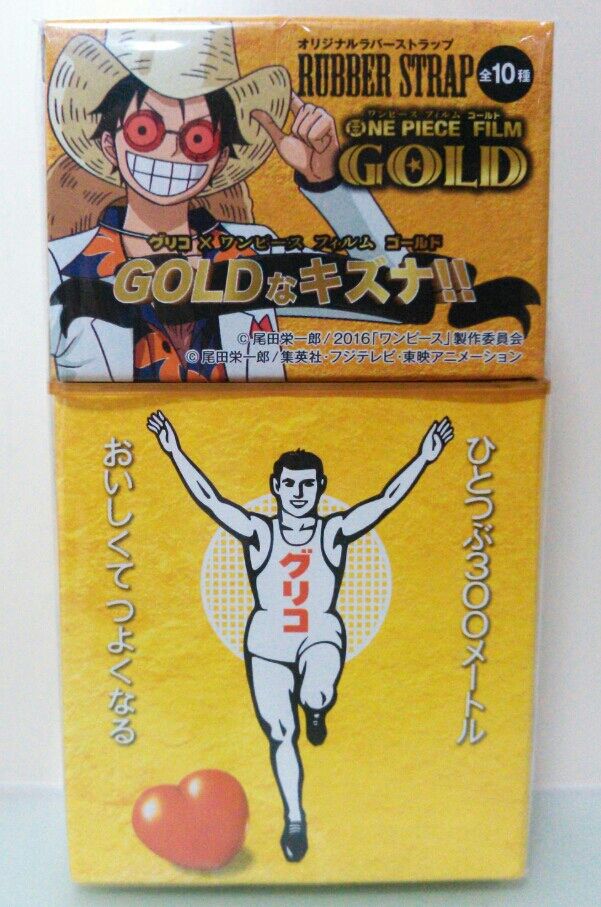 オリジナルラバーストラップ
RUBBER STRAP
全10種
ワンピース フィルム ゴールド
ONE PIECE FILM
GOLD
グリコ×ワンピース フィルム ゴールド
GOLDなキズナ!!
©尾田栄一郎/2016「ワンピース」製作委員会
©尾田栄一郎/集英社・フジテレビ・東映アニメーション
ひとつぶ300メートル
おいしくてつよくなる
グリコ